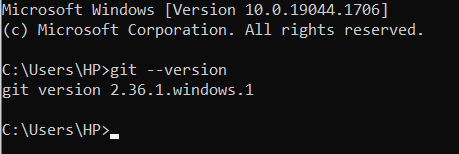 Microsoft Windows [Version 10.0.19044.1706]
(c) Microsoft Corporation. All rights reserved.
C:\Users\HP>git --version
git version 2.36.1.windows.1
C:\Users\HP>